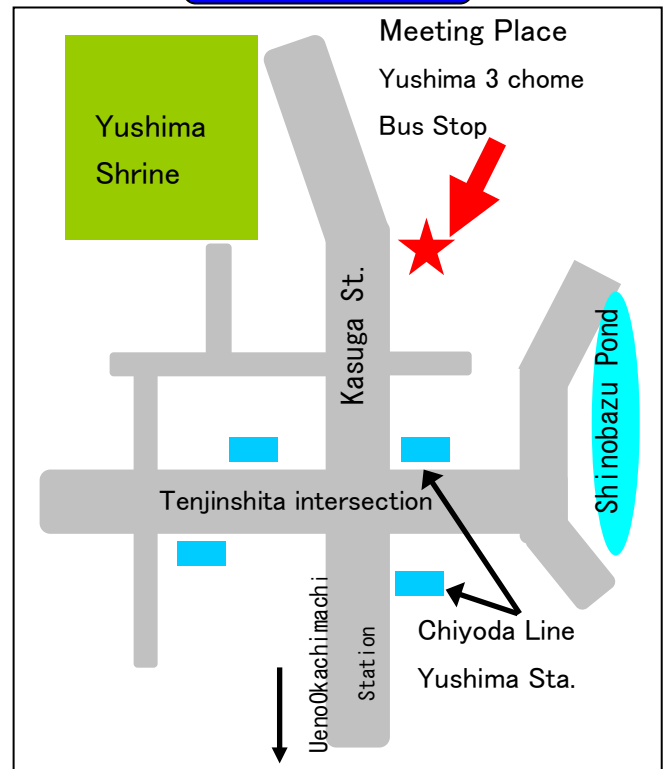 Meeting Place
Yushima 3 chome
Bus Stop
Yushima
Shrine
Kasuga St.
Shinobazu Pond
Tenjinshita intersection
UenoOkachimachi
Station
Chiyoda Line
Yushima Sta.